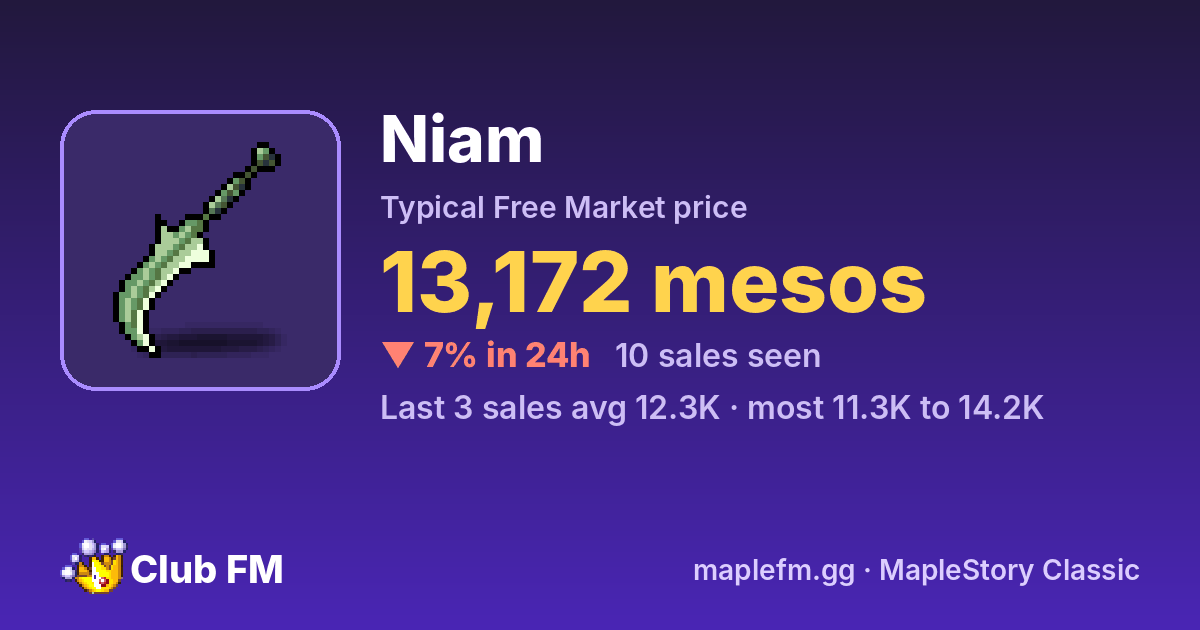 Niam
Typical Free Market price
13,172 mesos
▼ 7% in 24h 10 sales seen
Last 3 sales avg 12.3K · most 11.3K to 14.2K
Club FM
maplefm.gg · MapleStory Classic